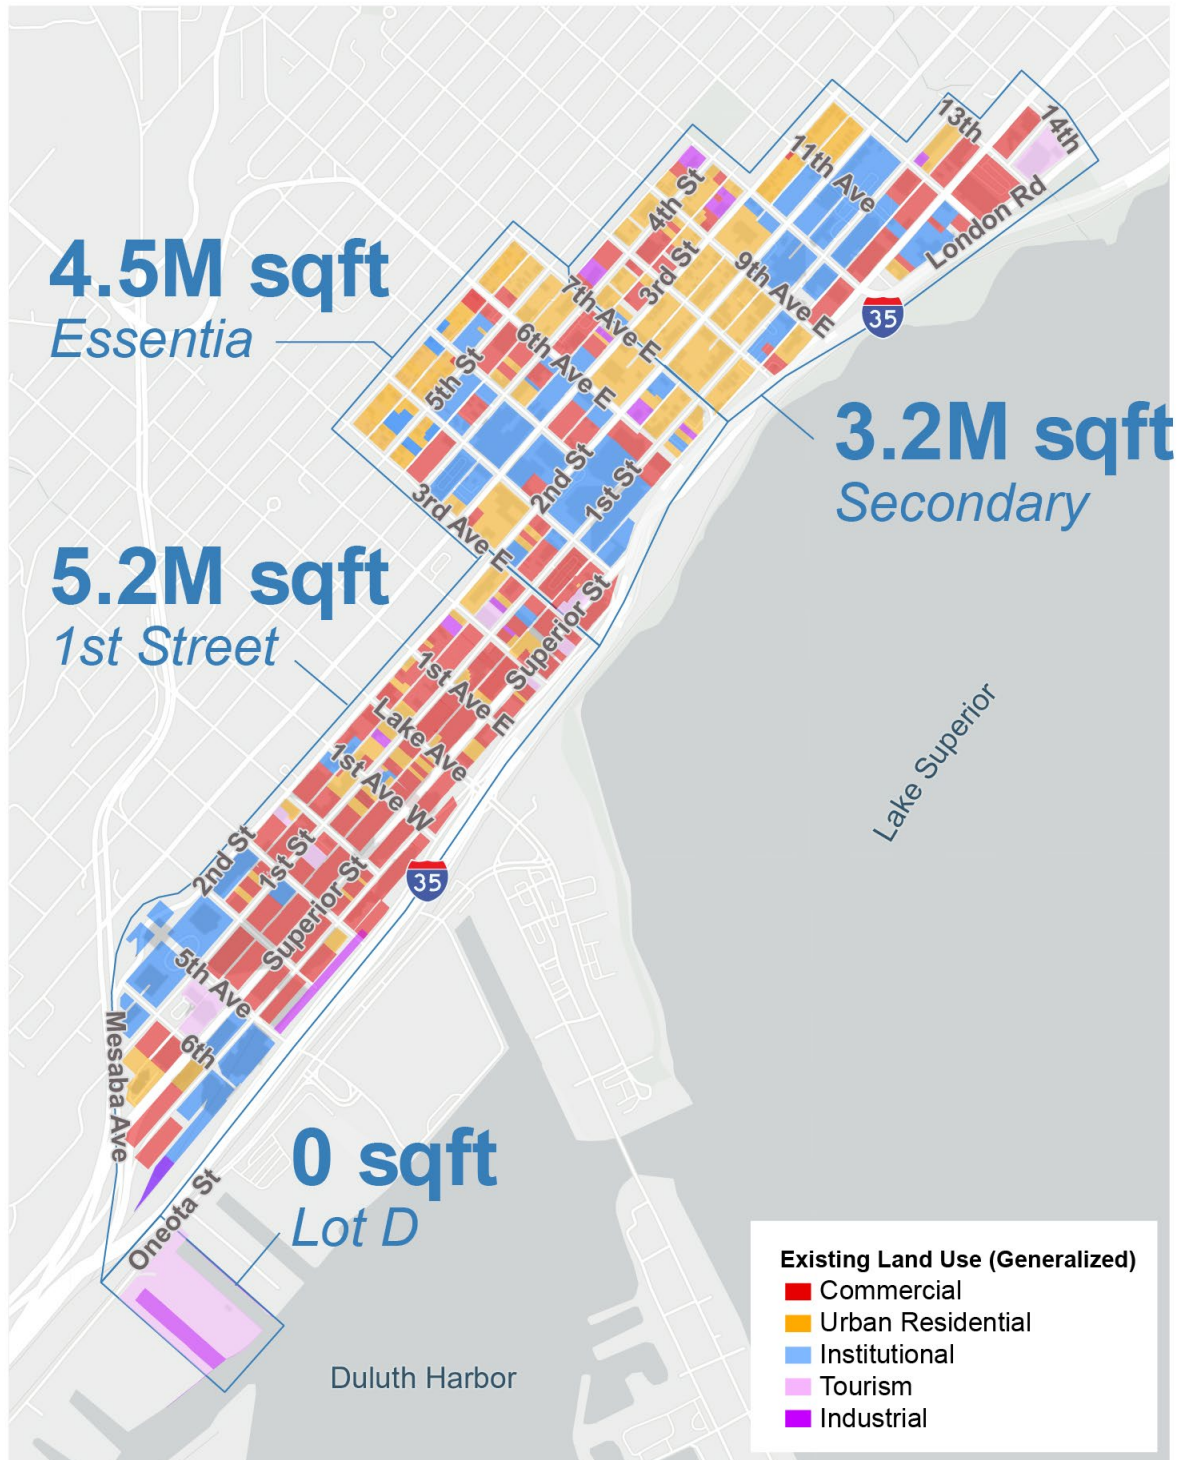 13th
14th
11th Ave
4th St
London Rd
4.5M sqft
Essentia
3rd St
9th Ave E
7th Ave E
35
6th Ave E
5th St
3.2M sqft
Secondary
2nd St
1st St
3rd Ave E
5.2M sqft
1st Street
Superior St
1st Ave E
Lake Ave
Lake Superior
1st Ave W
2nd St
1st St
Superior St
35
5th Ave
6th
Mesaba Ave
0 sqft
Lot D
Oneota St
Duluth Harbor
Existing Land Use (Generalized)
Commercial
Urban Residential
Institutional
Tourism
Industrial